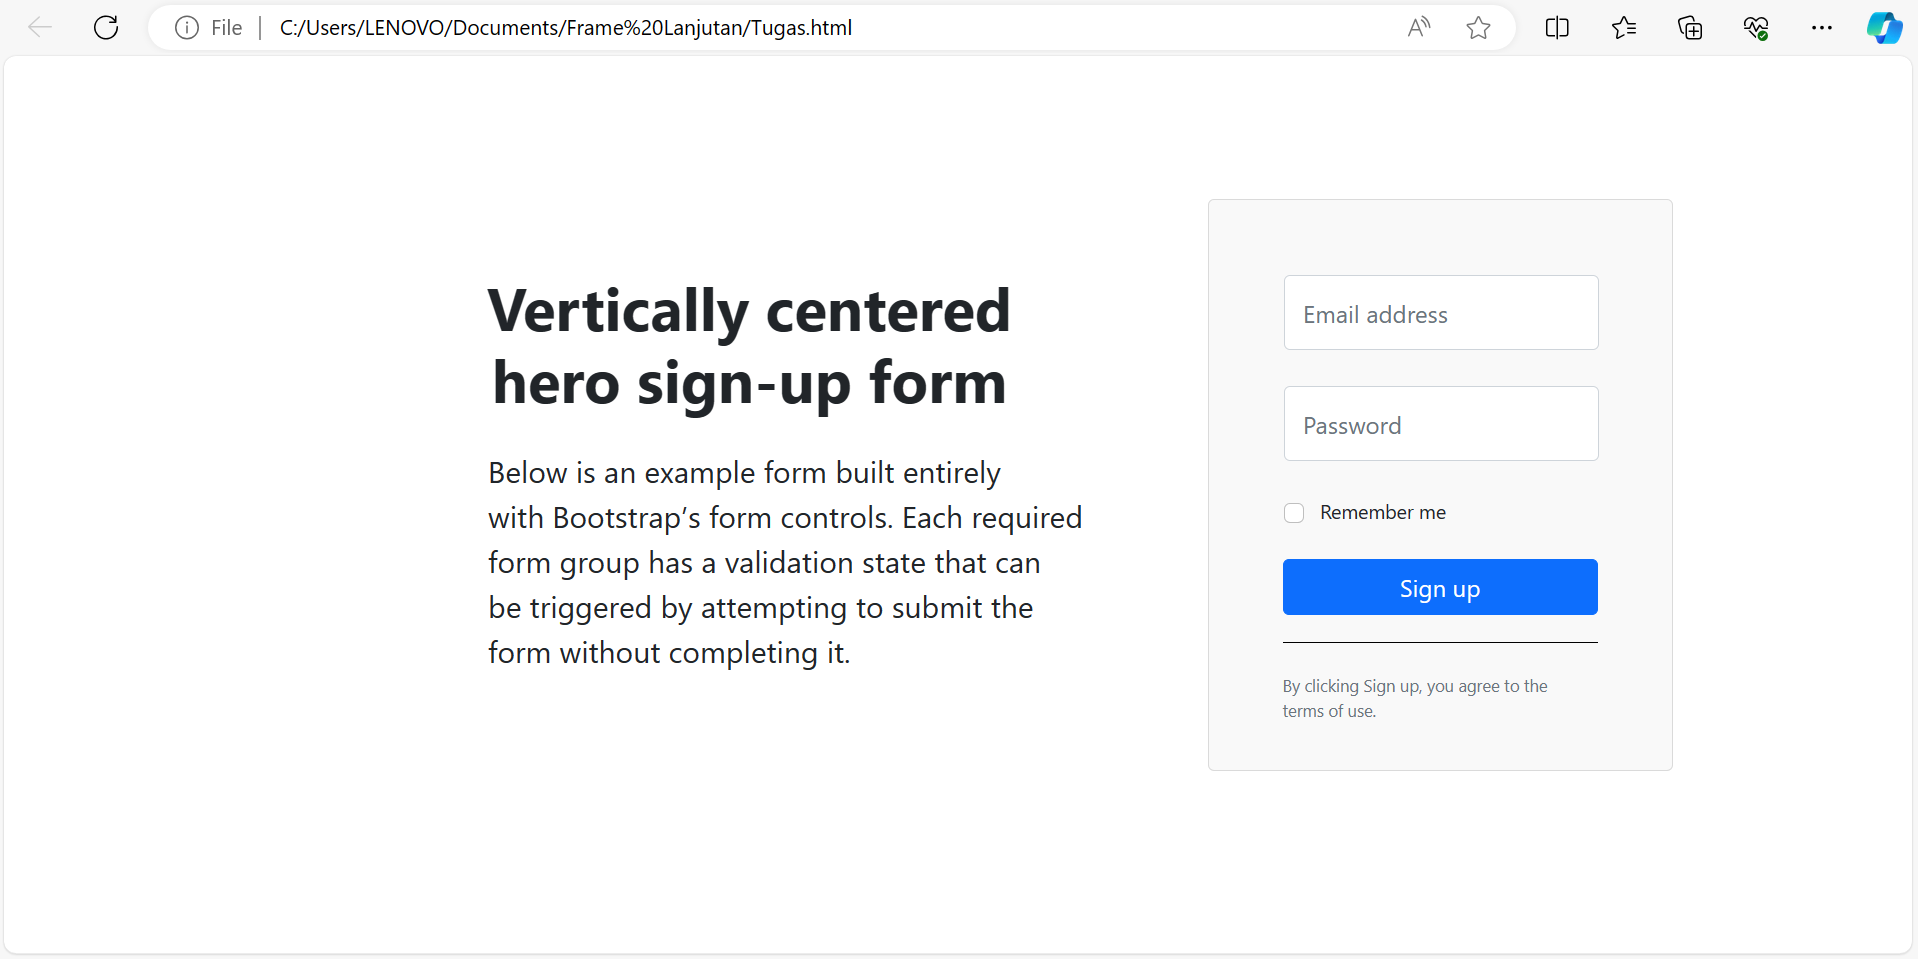 File
C:/Users/LENOVO/Documents/Frame%20Lanjutan/Tugas.html
Vertically centered
hero sign-up form
Below is an example form built entirely
with Bootstrap’s form controls. Each required
form group has a validation state that can
be triggered by attempting to submit the
form without completing it.
Email address
Password
Remember me
Sign up
By clicking Sign up, you agree to the
terms of use.